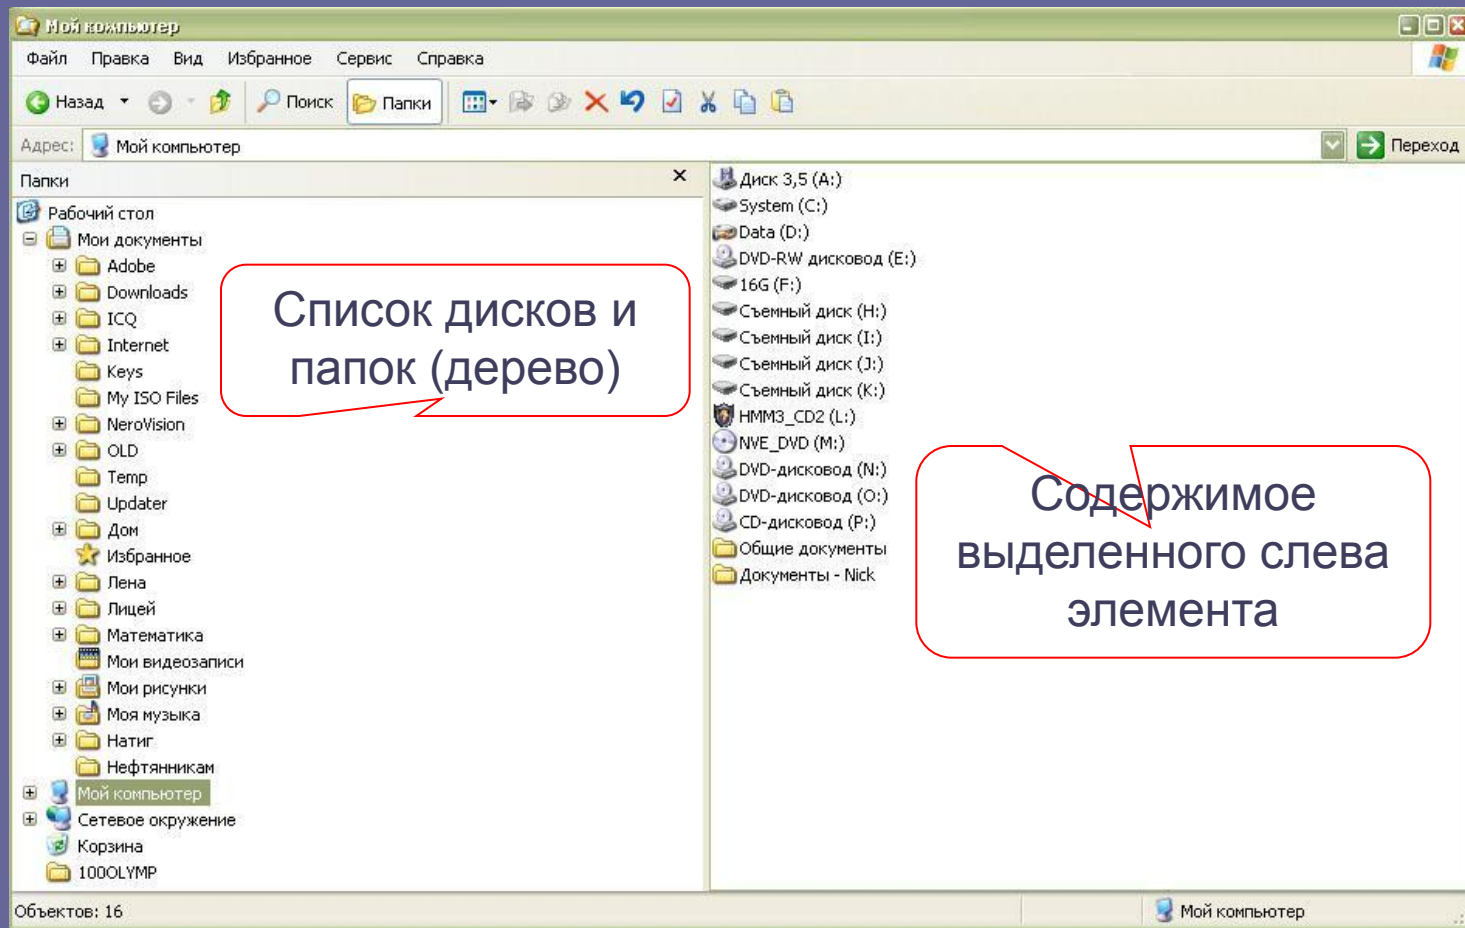 Мой компьютер
Файл Правка Вид Избранное Сервис Справка
Назад Поиск Папки
Адрес: Мой компьютер Переход
Папки
Рабочий стол
Мои документы
Adobe
Downloads
ICQ
Internet
Keys
My ISO Files
NeroVision
OLD
Temp
Updater
Дом
Избранное
Лена
Лицей
Математика
Мои видеозаписи
Мои рисунки
Моя музыка
Натиг
Нефтянникам
Мой компьютер
Сетевое окружение
Корзина
100OLYMP
Список дисков и
папок (дерево)
Диск 3,5 (A:)
System (C:)
Data (D:)
DVD-RW дисковод (E:)
16G (F:)
Съемный диск (H:)
Съемный диск (I:)
Съемный диск (J:)
Съемный диск (K:)
HMM3_CD2 (L:)
NVE_DVD (M:)
DVD-дисковод (N:)
DVD-дисковод (O:)
CD-дисковод (P:)
Общие документы
Документы - Nick
Содержимое
выделенного слева
элемента
Объектов: 16 Мой компьютер